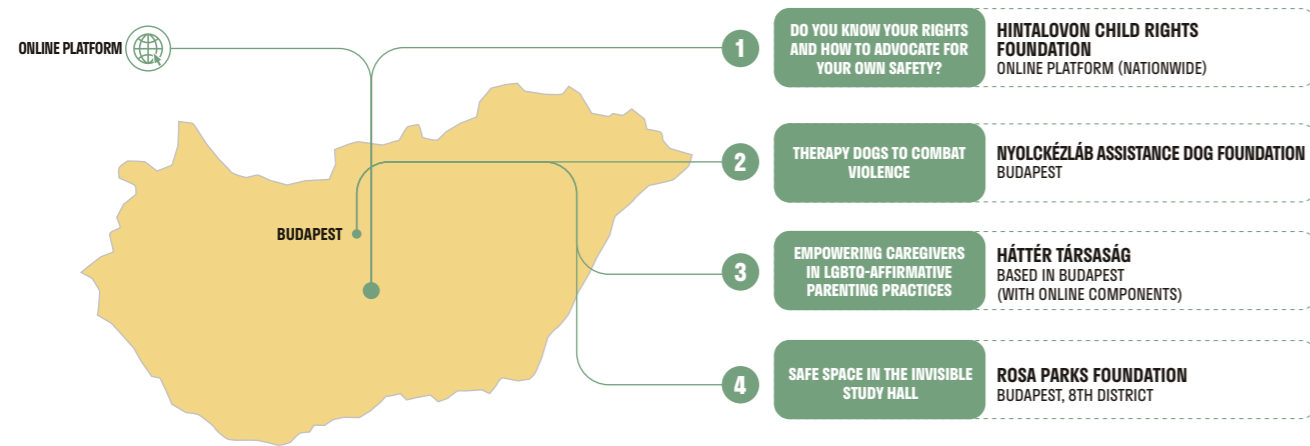 ONLINE PLATFORM
BUDAPEST
1
DO YOU KNOW YOUR RIGHTS
AND HOW TO ADVOCATE FOR
YOUR OWN SAFETY?
HINTALOVON CHILD RIGHTS
FOUNDATION
ONLINE PLATFORM (NATIONWIDE)
2
THERAPY DOGS TO COMBAT
VIOLENCE
NYOLCKÉZLÁB ASSISTANCE DOG FOUNDATION
BUDAPEST
3
EMPOWERING CAREGIVERS
IN LGBTQ-AFFIRMATIVE
PARENTING PRACTICES
HÁTTÉR TÁRSASÁG
BASED IN BUDAPEST
(WITH ONLINE COMPONENTS)
4
SAFE SPACE IN THE INVISIBLE
STUDY HALL
ROSA PARKS FOUNDATION
BUDAPEST, 8TH DISTRICT